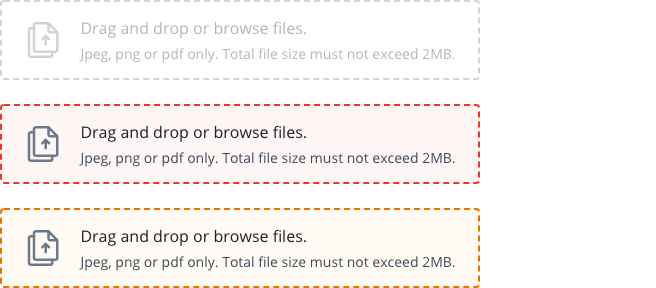 Drag and drop or browse files.
Jpeg, png or pdf only. Total file size must not exceed 2MB.
Drag and drop or browse files.
Jpeg, png or pdf only. Total file size must not exceed 2MB.
Drag and drop or browse files.
Jpeg, png or pdf only. Total file size must not exceed 2MB.